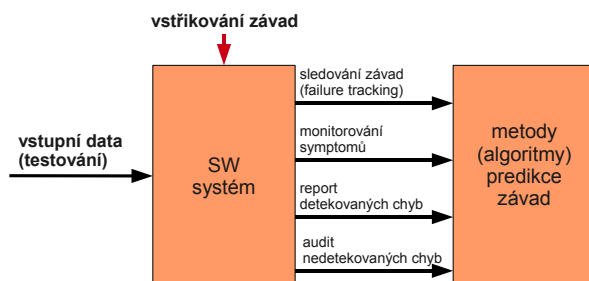 vstřikování závad
vstupní data
(testování)
SW
systém
sledování závad
(failure tracking)
monitorování
symptomů
report
detekovaných chyb
audit
nedetekovaných chyb
metody
(algoritmy)
predikce
závad